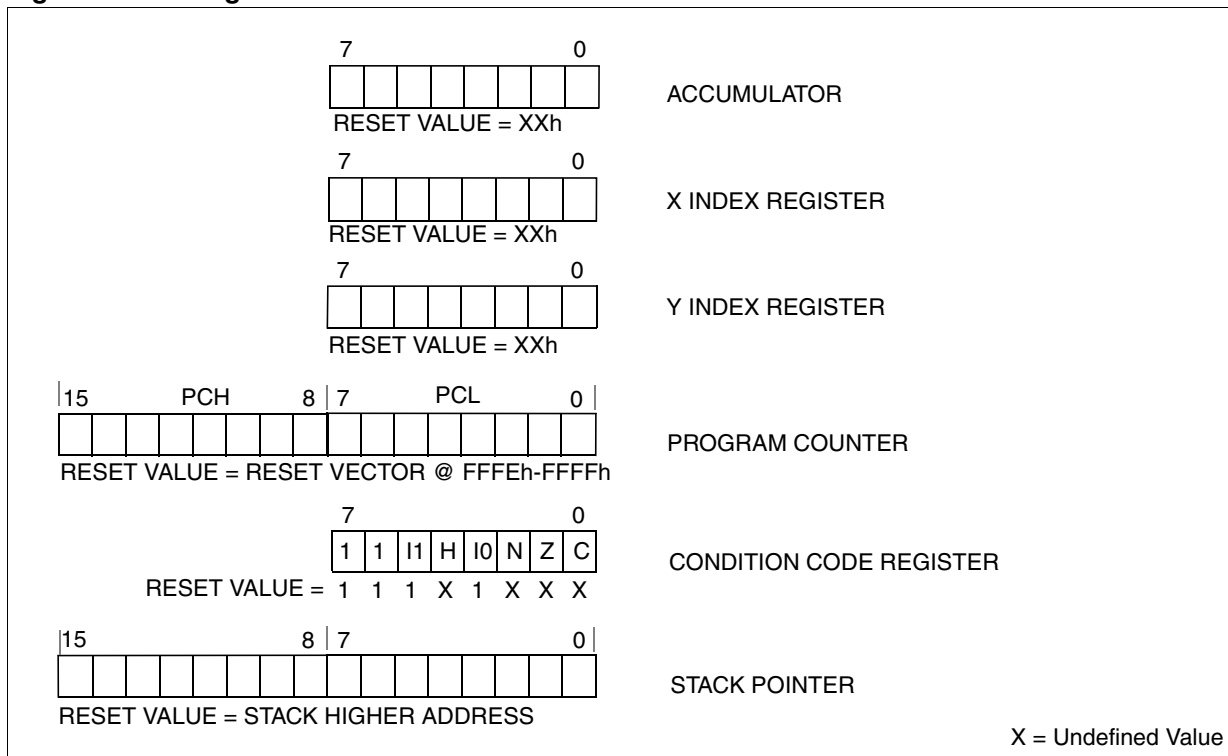 7 0
ACCUMULATOR
RESET VALUE = XXh
7 0
X INDEX REGISTER
RESET VALUE = XXh
7 0
Y INDEX REGISTER
RESET VALUE = XXh
15 PCH 8 7 PCL 0
PROGRAM COUNTER
RESET VALUE = RESET VECTOR @ FFFEh-FFFFh
7 0
1 1 I1 H I0 N Z C
CONDITION CODE REGISTER
RESET VALUE = 1 1 1 X 1 X X X
15 8 7 0
STACK POINTER
RESET VALUE = STACK HIGHER ADDRESS
X = Undefined Value